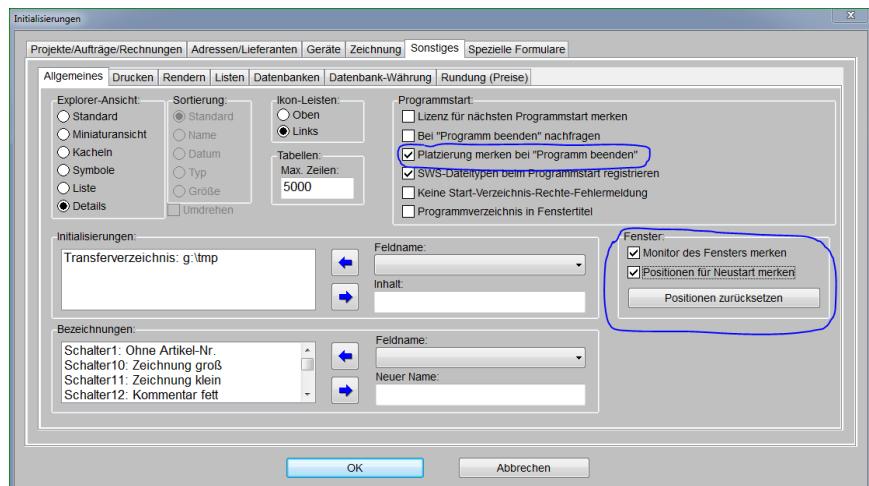 Initialisierungen
x
Projekte/Aufträge/Rechnungen Adressen/Lieferanten Geräte Zeichnung Sonstiges Spezielle Formulare
Allgemeines Drucken Rendern Listen Datenbanken Datenbank-Währung Rundung (Preise)
Explorer-Ansicht:
Standard
Miniaturansicht
Kacheln
Symbole
Liste
Details
Sortierung:
Standard
Name
Datum
Typ
Größe
Umdrehen
Ikon-Leisten:
Oben
Links
Tabellen:
Max. Zeilen:
5000
Programmstart:
Lizenz für nächsten Programmstart merken
Bei "Programm beenden" nachfragen
Platzierung merken bei "Programm beenden"
SWS-Dateitypen beim Programmstart registrieren
Keine Start-Verzeichnis-Rechte-Fehlermeldung
Programmverzeichnis in Fenstertitel
Initialisierungen:
Transferverzeichnis: g:\tmp
Feldname:
Inhalt:
Fenster:
Monitor des Fensters merken
Positionen für Neustart merken
Positionen zurücksetzen
Bezeichnungen:
Schalter1: Ohne Artikel-Nr.
Schalter10: Zeichnung groß
Schalter11: Zeichnung klein
Schalter12: Kommentar fett
Feldname:
Neuer Name:
OK
Abbrechen